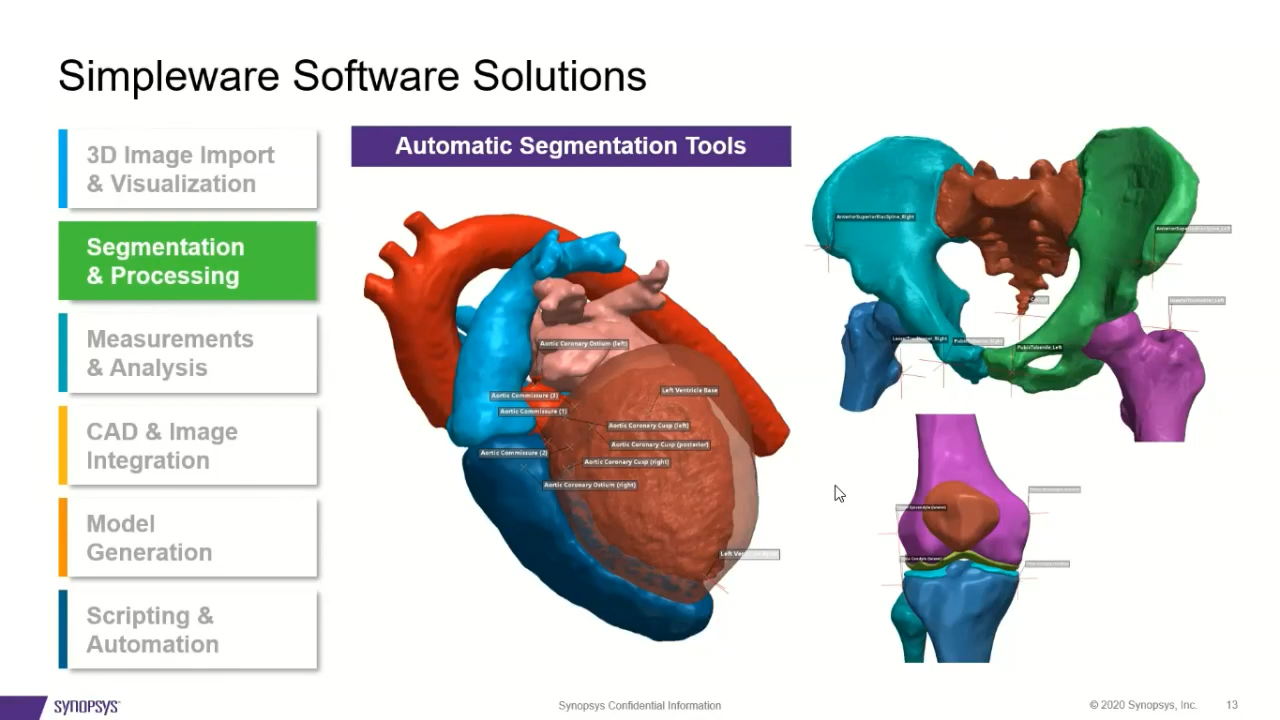 Simpleware Software Solutions
3D Image Import
& Visualization
Segmentation
& Processing
Measurements
& Analysis
CAD & Image
Integration
Model
Generation
Scripting &
Automation
Automatic Segmentation Tools
Aortic Coronary Ostium (left)
Left Ventricle Base
Aortic Commissure (3)
Aortic Commissure (1)
Aortic Coronary Cusp (left)
Aortic Coronary Cusp (posterior)
Aortic Commissure (2)
Aortic Coronary Cusp (right)
Aortic Coronary Ostium (right)
Left
AnteriorSuperiorIliacSpine_Right
PubicTubercle_Left
SYNOPSYS
Synopsys Confidential Information
© 2020 Synopsys, Inc.
13